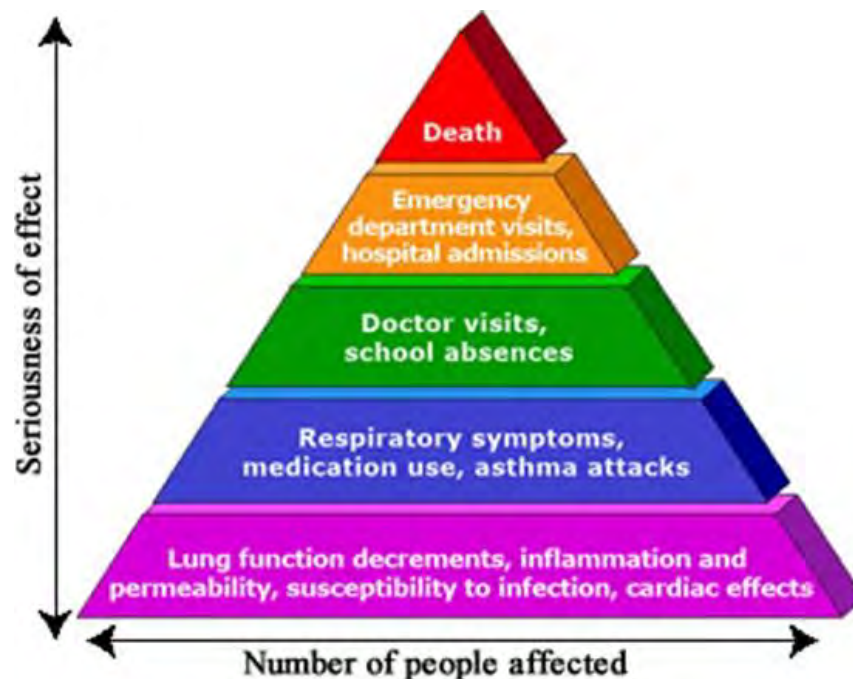 Seriousness of effect
Death
Emergency
department visits,
hospital admissions
Doctor visits,
school absences
Respiratory symptoms,
medication use, asthma attacks
Lung function decrements, inflammation and
permeability, susceptibility to infection, cardiac effects
Number of people affected